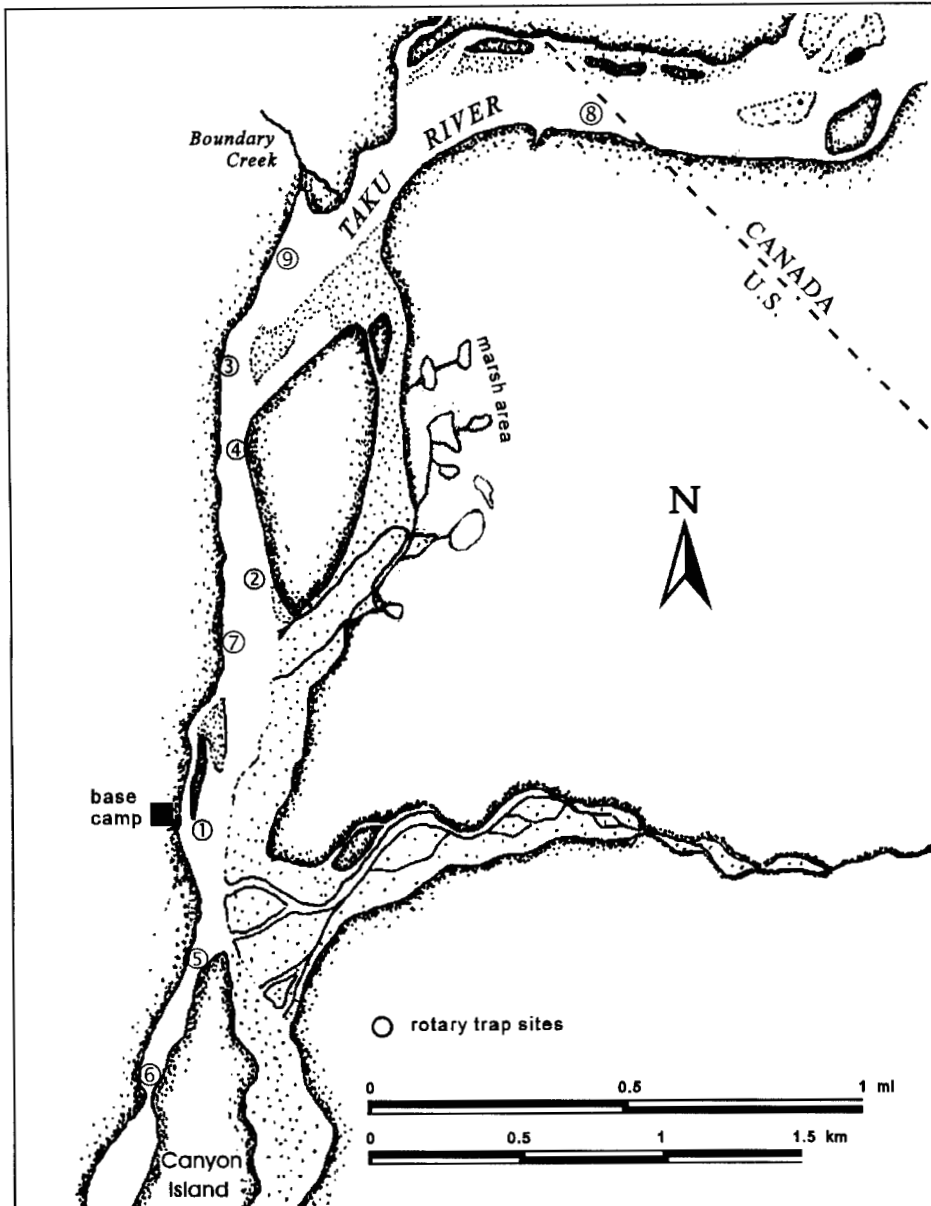 Boundary
Creek
TAKU RIVER
⑧
CANADA
U.S.
⑨
③
marsh area
④
N
②
⑦
base
camp
①
⑤
○ rotary trap sites
⑥
0 0.5 1 mi
0 0.5 1 1.5 km
Canyon
Island